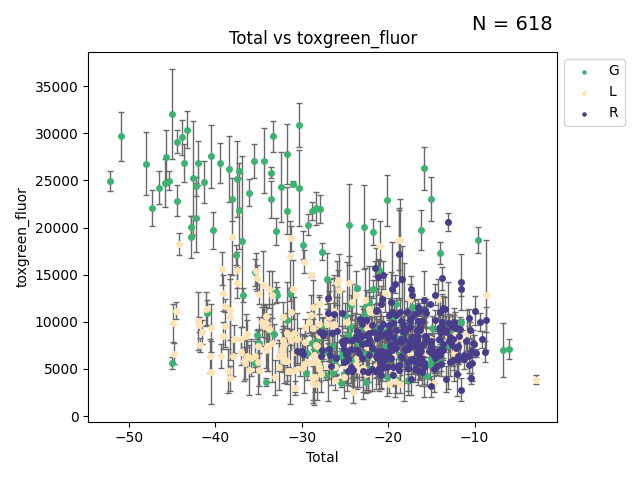 N = 618
Total vs toxgreen_fluor
G
L
R
35000
30000
25000
20000
15000
10000
5000
0
toxgreen_fluor
−50
−40
−30
−20
−10
Total